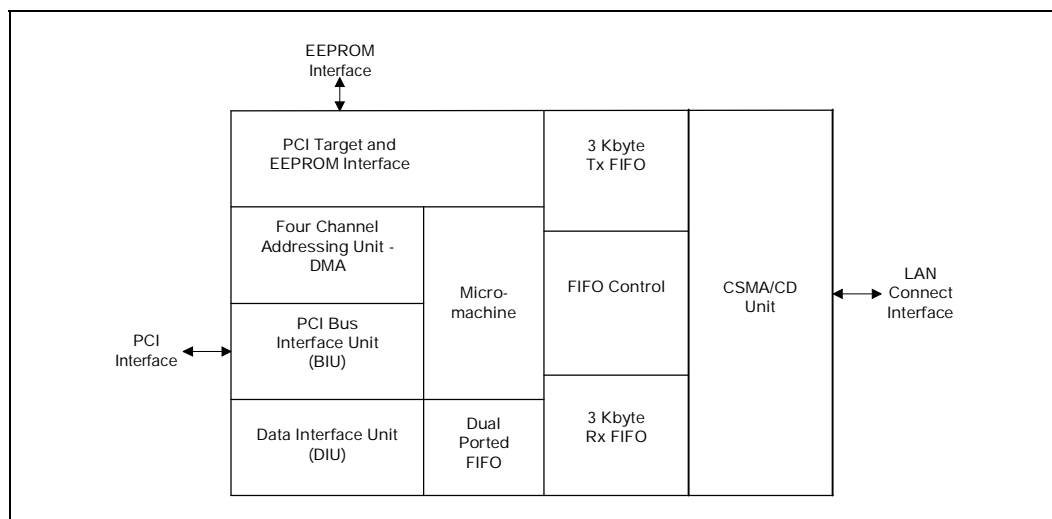 EEPROM
Interface
PCI Target and
EEPROM Interface
3 Kbyte
Tx FIFO
Four Channel
Addressing Unit -
DMA
Micro-
machine
FIFO Control
CSMA/CD
Unit
LAN
Connect
Interface
PCI
Interface
PCI Bus
Interface Unit
(BIU)
Data Interface Unit
(DIU)
Dual
Ported
FIFO
3 Kbyte
Rx FIFO